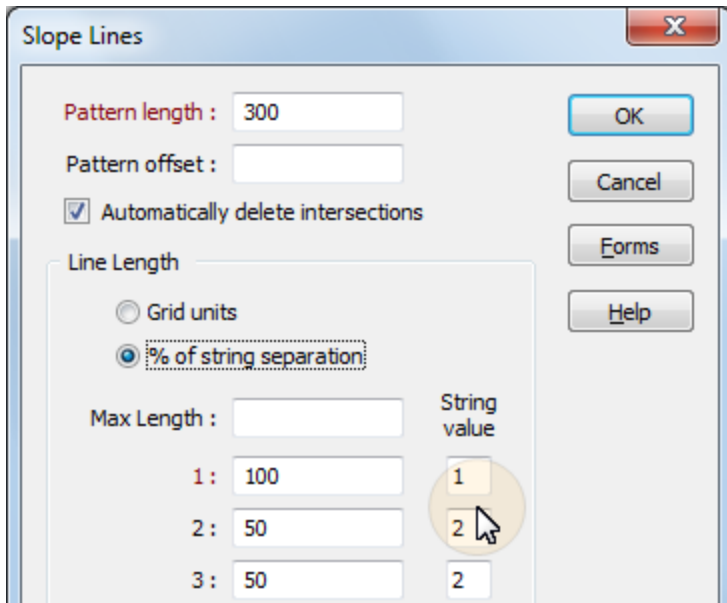 Slope Lines
Pattern length : 300
OK
Pattern offset :
Cancel
Automatically delete intersections
Forms
Line Length
Help
Grid units
% of string separation
Max Length :
String
value
1 : 100 1
2 : 50 2
3 : 50 2